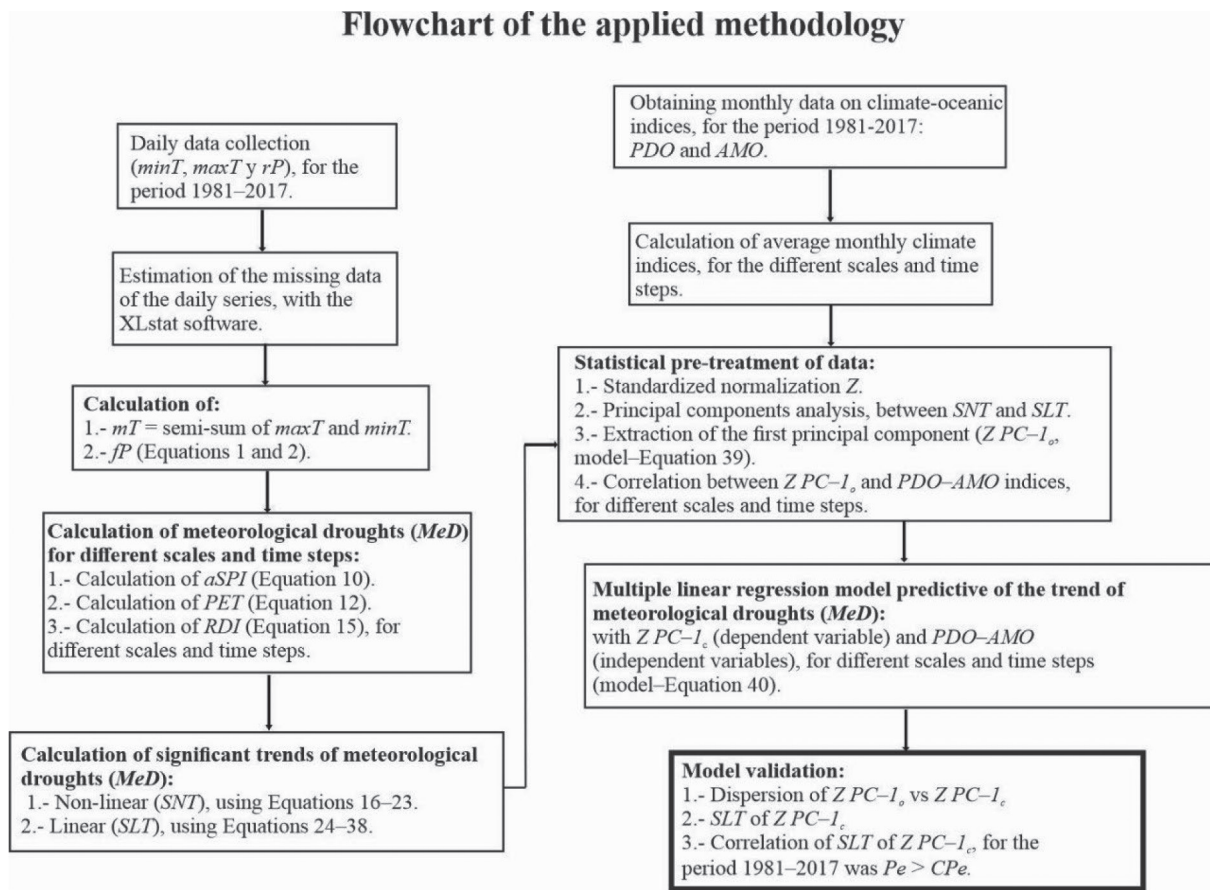 Flowchart of the applied methodology
Daily data collection
(minT, maxT y rP), for the
period 1981–2017.
Estimation of the missing data
of the daily series, with the
XLstat software.
Calculation of:
1.- mT = semi-sum of maxT and minT.
2.- fP (Equations 1 and 2).
Calculation of meteorological droughts (MeD)
for different scales and time steps:
1.- Calculation of aSPI (Equation 10).
2.- Calculation of PET (Equation 12).
3.- Calculation of RDI (Equation 15), for
different scales and time steps.
Calculation of significant trends of meteorological
droughts (MeD):
1.- Non-linear (SNT), using Equations 16–23.
2.- Linear (SLT), using Equations 24–38.
Obtaining monthly data on climate-oceanic
indices, for the period 1981-2017:
PDO and AMO.
Calculation of average monthly climate
indices, for the different scales and time
steps.
Statistical pre-treatment of data:
1.- Standardized normalization Z.
2.- Principal components analysis, between SNT and SLT.
3.- Extraction of the first principal component (Z PC–1o,
model–Equation 39).
4.- Correlation between Z PC–1o and PDO–AMO indices,
for different scales and time steps.
Multiple linear regression model predictive of the trend of
meteorological droughts (MeD):
with Z PC–1c (dependent variable) and PDO–AMO
(independent variables), for different scales and time steps
(model–Equation 40).
Model validation:
1.- Dispersion of Z PC–1o vs Z PC–1c
2.- SLT of Z PC–1c
3.- Correlation of SLT of Z PC–1c, for the
period 1981–2017 was Pe > CPe.